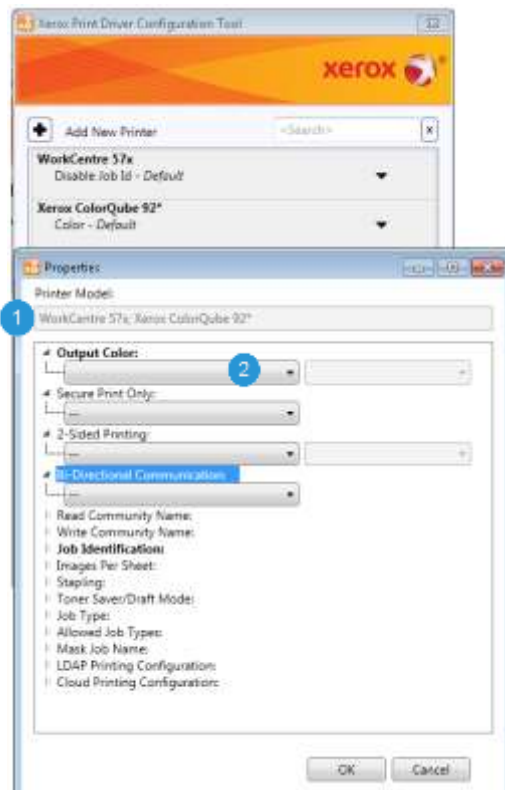 Xerox Print Driver Configuration Tool
xerox
Add New Printer
<Search>
x
WorkCentre 57x
Disable Job Id - Default
Xerox ColorQube 92*
Color - Default
Properties
Printer Model:
1
WorkCentre 57x, Xerox ColorQube 92*
Output Color:
2
Secure Print Only:
---
2-Sided Printing:
---
Bi-Directional Communication:
---
Read Community Name:
Write Community Name:
Job Identification:
Images Per Sheet:
Stapling:
Toner Saver/Draft Mode:
Job Type:
Allowed Job Types:
Mask Job Name:
LDAP Printing Configuration:
Cloud Printing Configuration:
OK Cancel